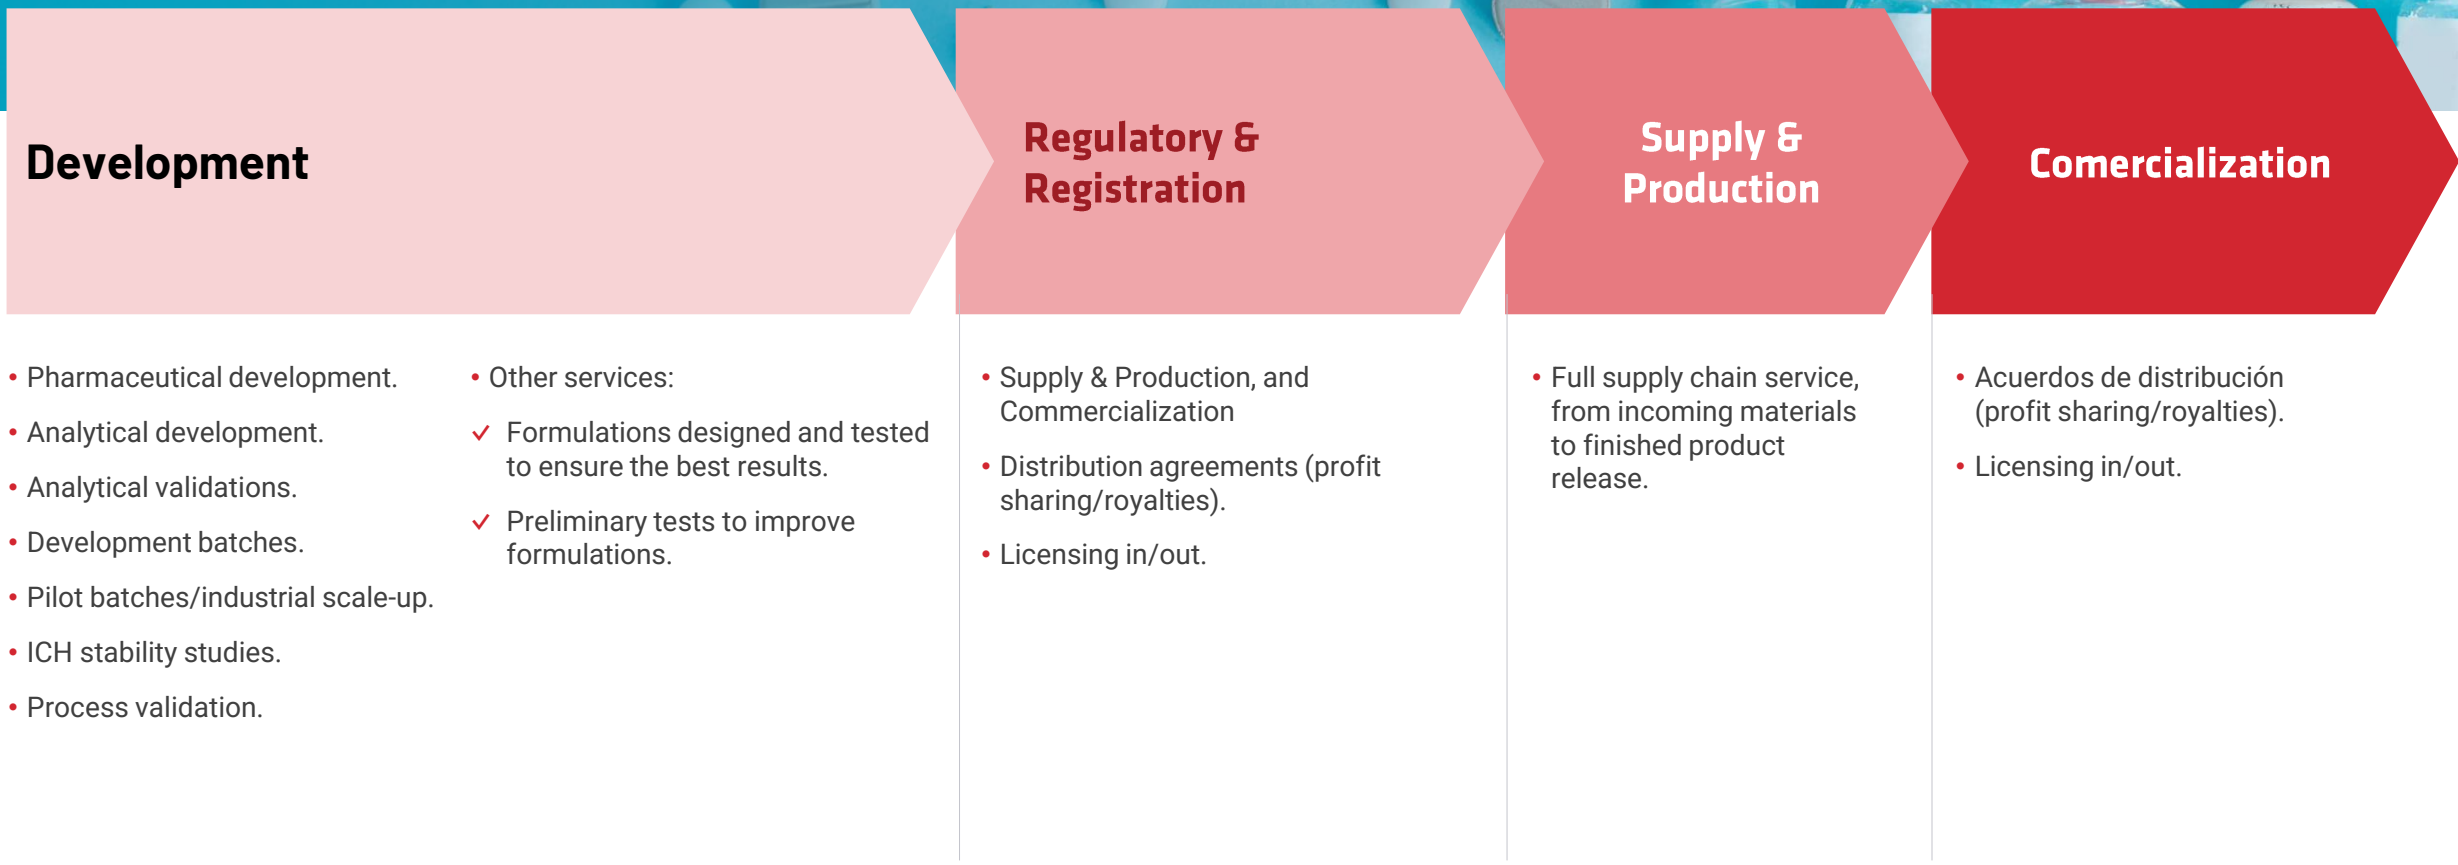 Development
• Pharmaceutical development.
• Analytical development.
• Analytical validations.
• Development batches.
• Pilot batches/industrial scale-up.
• ICH stability studies.
• Process validation.
• Other services:
✓ Formulations designed and tested
to ensure the best results.
✓ Preliminary tests to improve
formulations.
Regulatory &
Registration
• Supply & Production, and
Commercialization
• Distribution agreements (profit
sharing/royalties).
• Licensing in/out.
Supply &
Production
• Full supply chain service,
from incoming materials
to finished product
release.
Comercialization
• Acuerdos de distribución
(profit sharing/royalties).
• Licensing in/out.